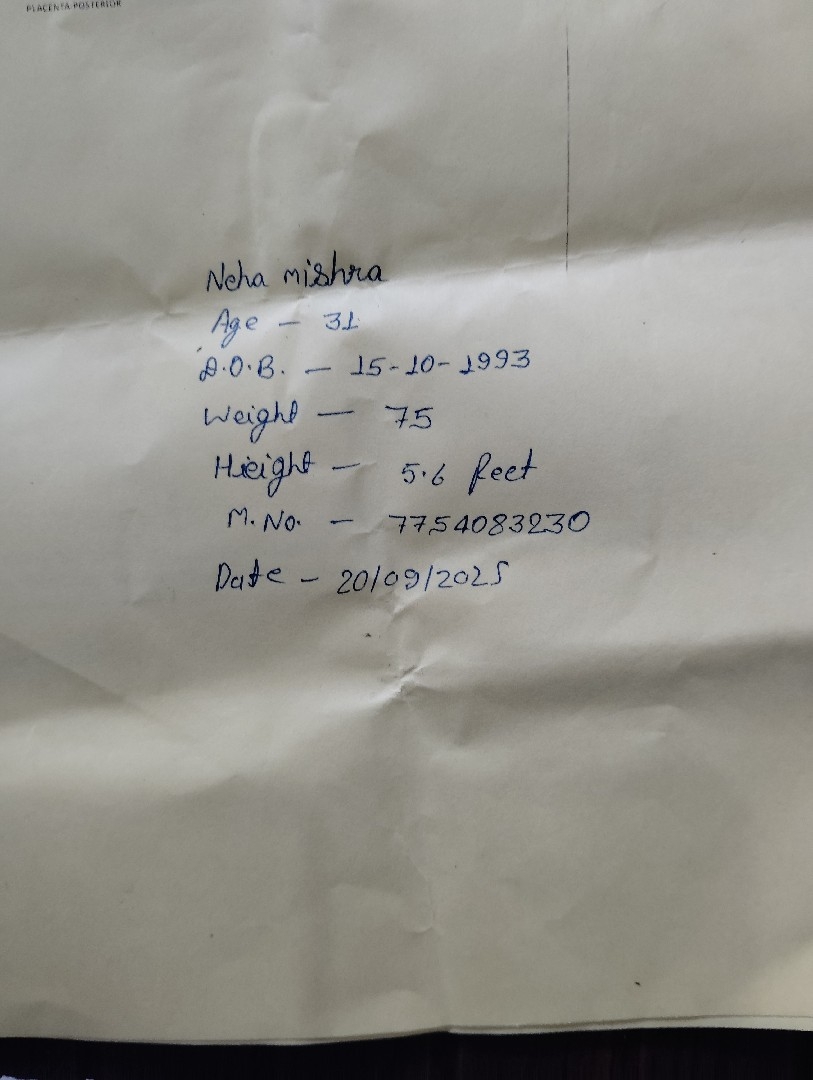 PLACENTA-POSTERIOR
Neha mishra
Age – 31
D.O.B. – 15-10-1993
Weight – 75
Hieight – 5.6 feet
M. No. – 7754083230
Date – 20/09/2025